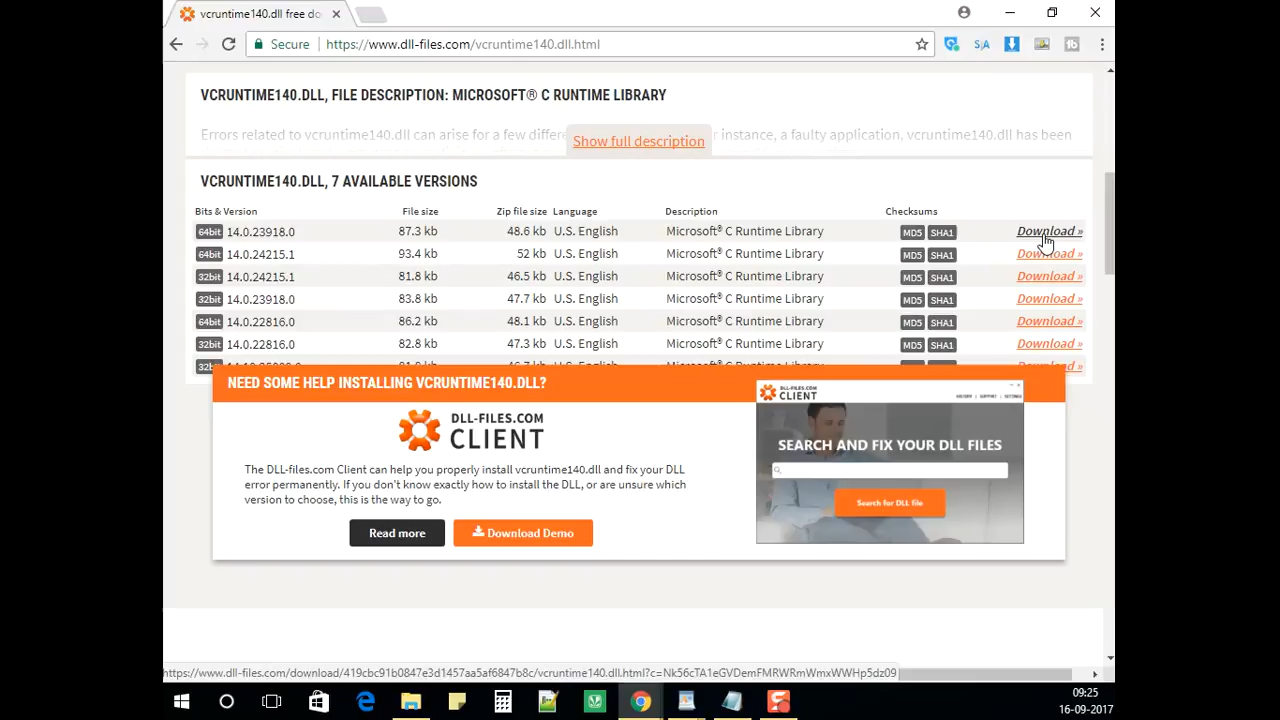 vcruntime140.dll free do
Secure
https://www.dll-files.com/vcruntime140.dll.html
S/A
VCRUNTIME140.DLL, FILE DESCRIPTION: MICROSOFT® C RUNTIME LIBRARY
Errors related to vcruntime140.dll can arise for a few differe r instance, a faulty application, vcruntime140.dll has been
Show full description
VCRUNTIME140.DLL, 7 AVAILABLE VERSIONS
Bits & Version File size Zip file size Language Description Checksums
64bit 14.0.23918.0 87.3 kb 48.6 kb U.S. English Microsoft® C Runtime Library MD5 SHA1 Download »
64bit 14.0.24215.1 93.4 kb 52 kb U.S. English Microsoft® C Runtime Library MD5 SHA1 Download »
32bit 14.0.24215.1 81.8 kb 46.5 kb U.S. English Microsoft® C Runtime Library MD5 SHA1 Download »
32bit 14.0.23918.0 83.8 kb 47.7 kb U.S. English Microsoft® C Runtime Library MD5 SHA1 Download »
64bit 14.0.22816.0 86.2 kb 48.1 kb U.S. English Microsoft® C Runtime Library MD5 SHA1 Download »
32bit 14.0.22816.0 82.8 kb 47.3 kb U.S. English Microsoft® C Runtime Library MD5 SHA1 Download »
32bit U.S. English Microsoft® C Runtime Library Download »
NEED SOME HELP INSTALLING VCRUNTIME140.DLL?
DLL-FILES.COM
CLIENT
The DLL-files.com Client can help you properly install vcruntime140.dll and fix your DLL
error permanently. If you don't know exactly how to install the DLL, or are unsure which
version to choose, this is the way to go.
Read more
Download Demo
DLL-FILES.COM
CLIENT
SEARCH AND FIX YOUR DLL FILES
Search for DLL file
https://www.dll-files.com/download/419cbc91b0847e3d1457aa5af6847b8c/vcruntime140.dll.html?c=Nk56cTA1eGVDemFMRWRmWmxWWHp5dz09
09:25
16-09-2017